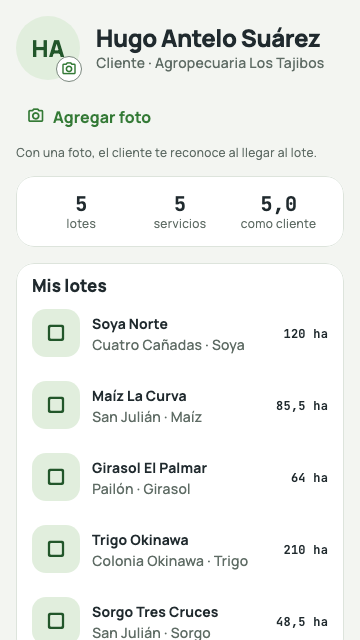 HA
Hugo Antelo Suárez
Cliente · Agropecuaria Los Tajibos
Agregar foto
Con una foto, el cliente te reconoce al llegar al lote.
5 5 5,0
lotes servicios como cliente
Mis lotes
Soya Norte
Cuatro Cañadas · Soya
120 ha
Maíz La Curva
San Julián · Maíz
85,5 ha
Girasol El Palmar
Pailón · Girasol
64 ha
Trigo Okinawa
Colonia Okinawa · Trigo
210 ha
Sorgo Tres Cruces
San Julián · Sorgo
48,5 ha